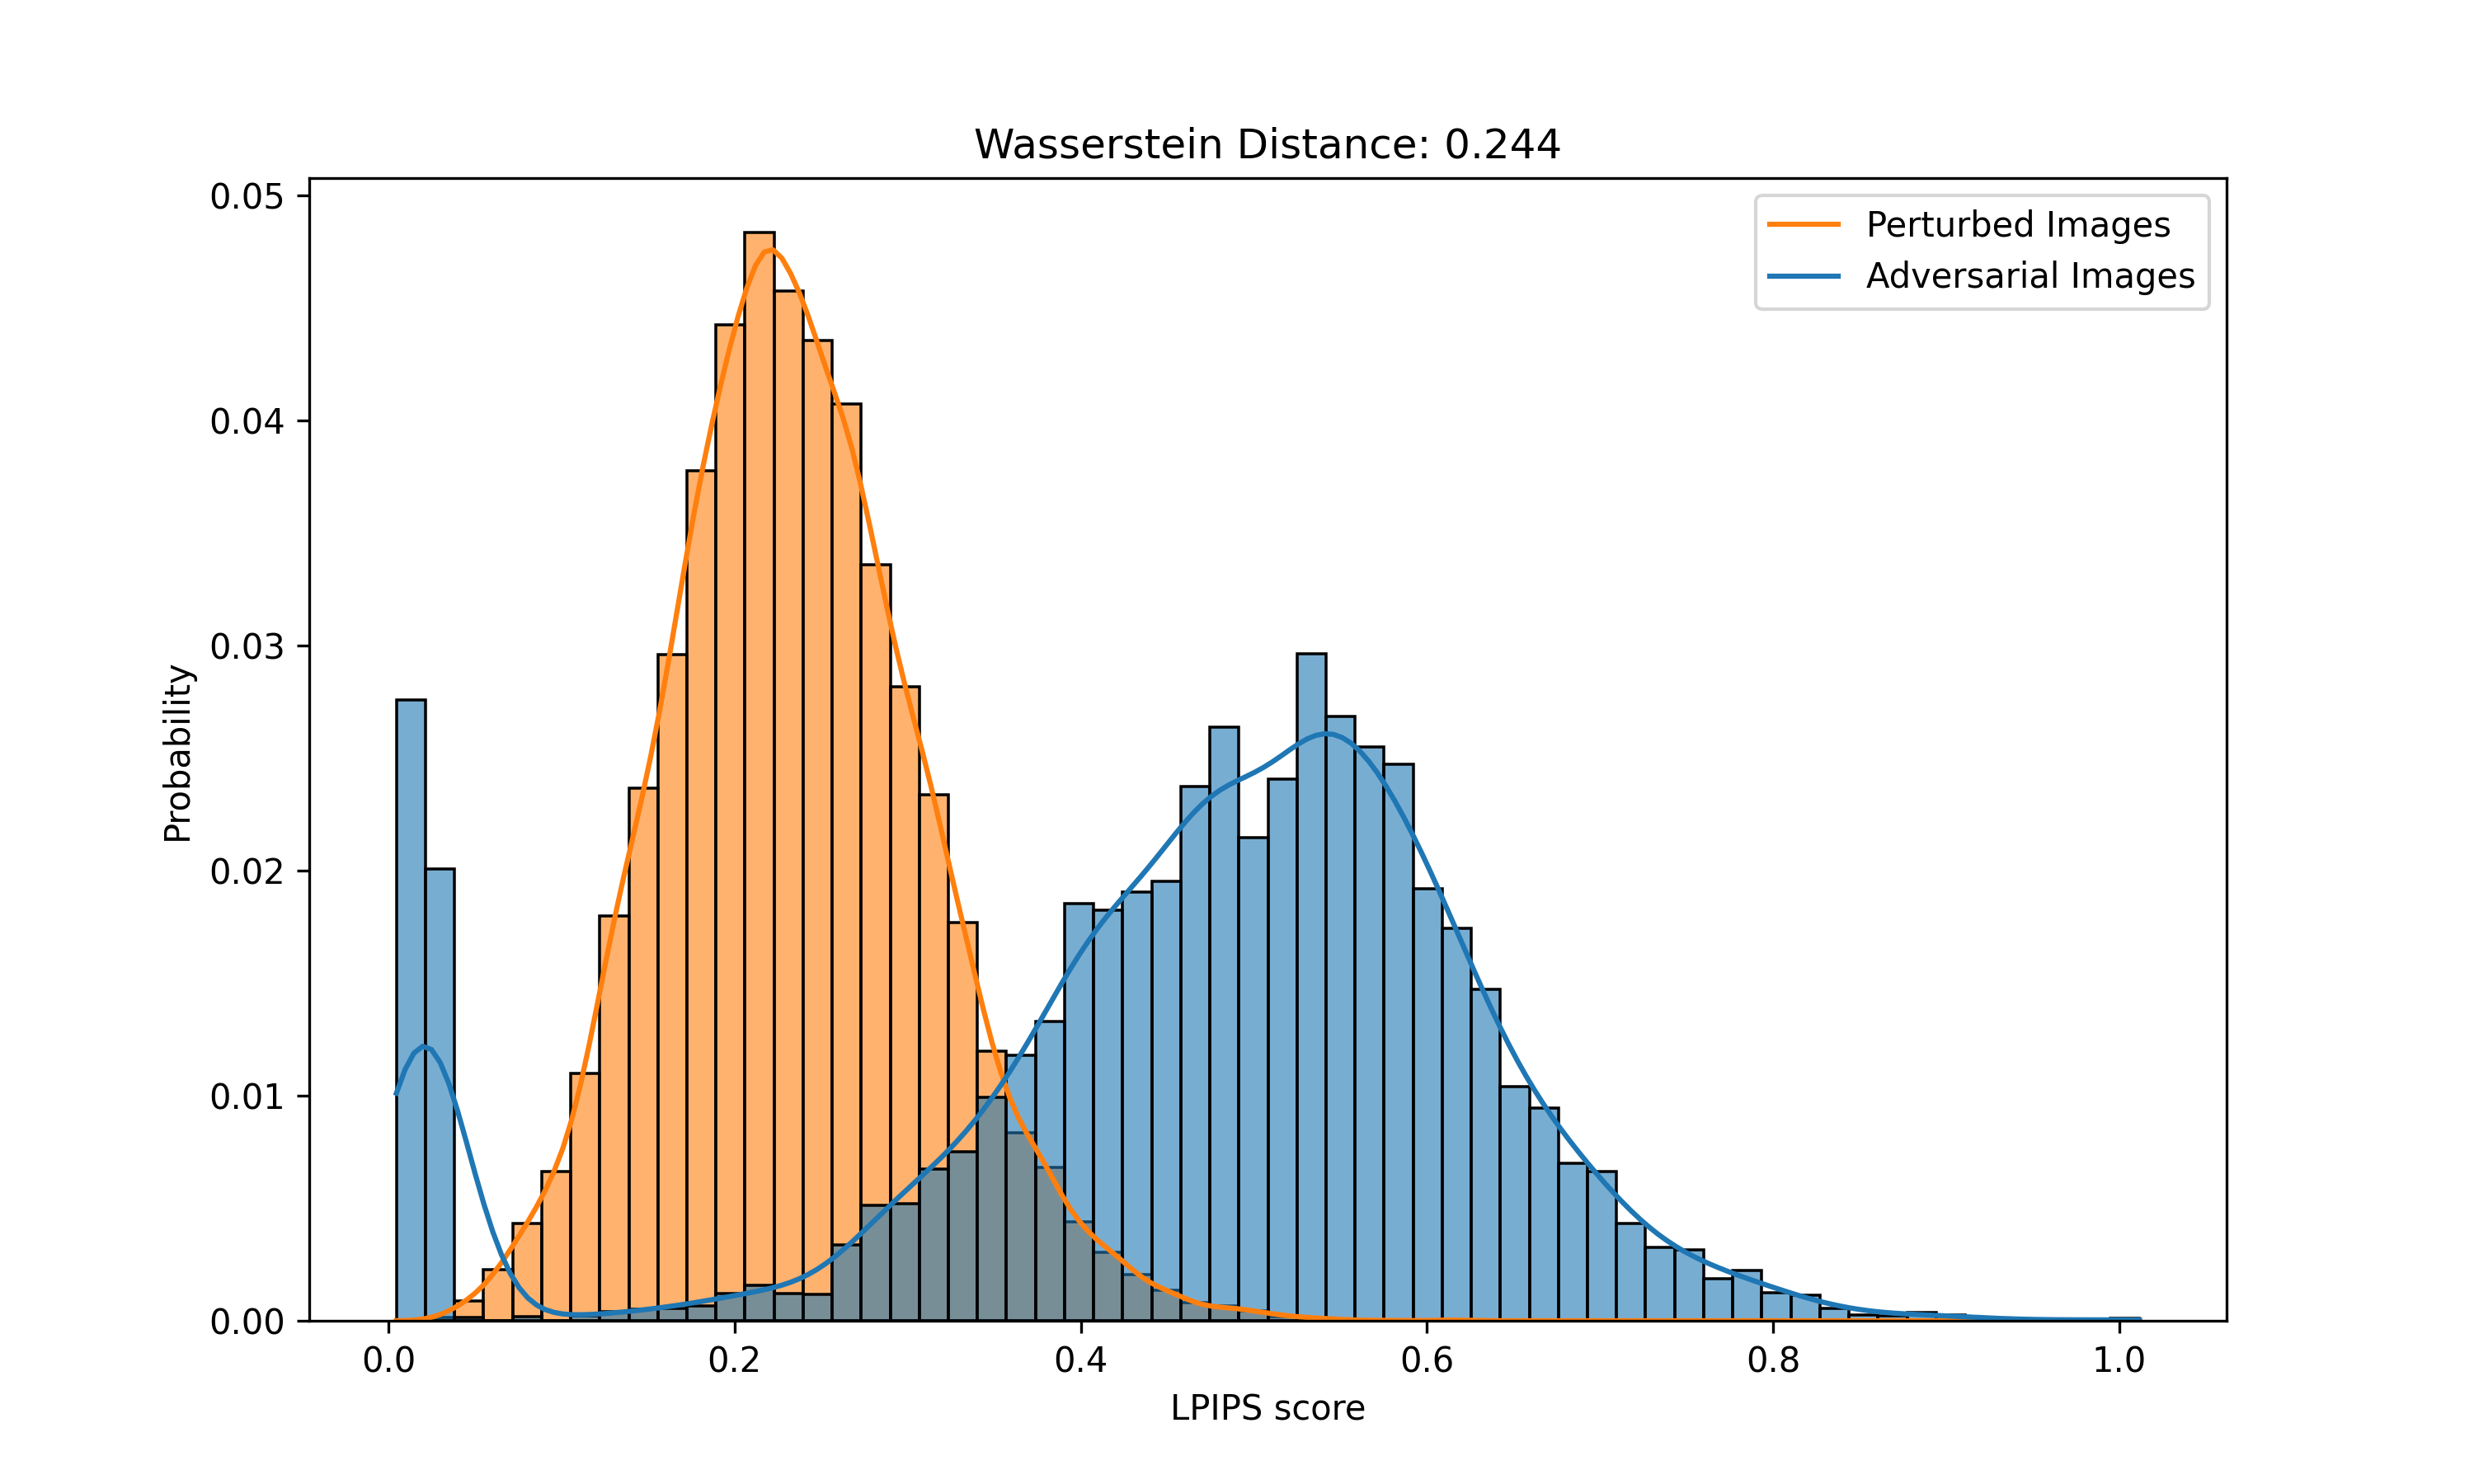 Wasserstein Distance: 0.244
Perturbed Images
Adversarial Images
0.05
0.04
0.03
0.02
0.01
0.00
Probability
0.0 0.2 0.4 0.6 0.8 1.0
LPIPS score